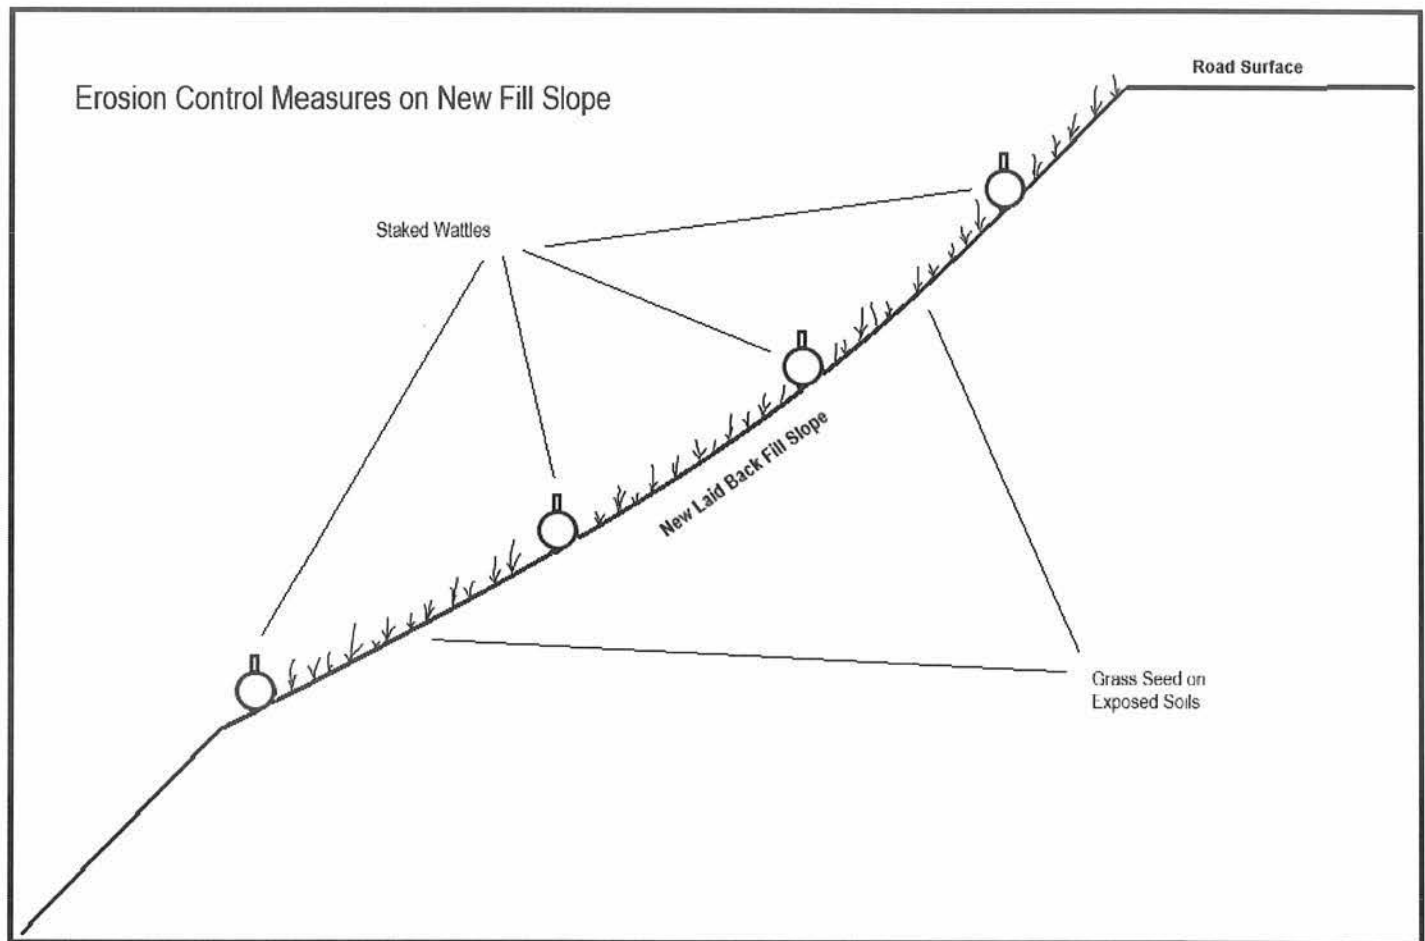 Road Surface
Erosion Control Measures on New Fill Slope
Staked Wattles
New Laid Back Fill Slope
Grass Seed on
Exposed Soils